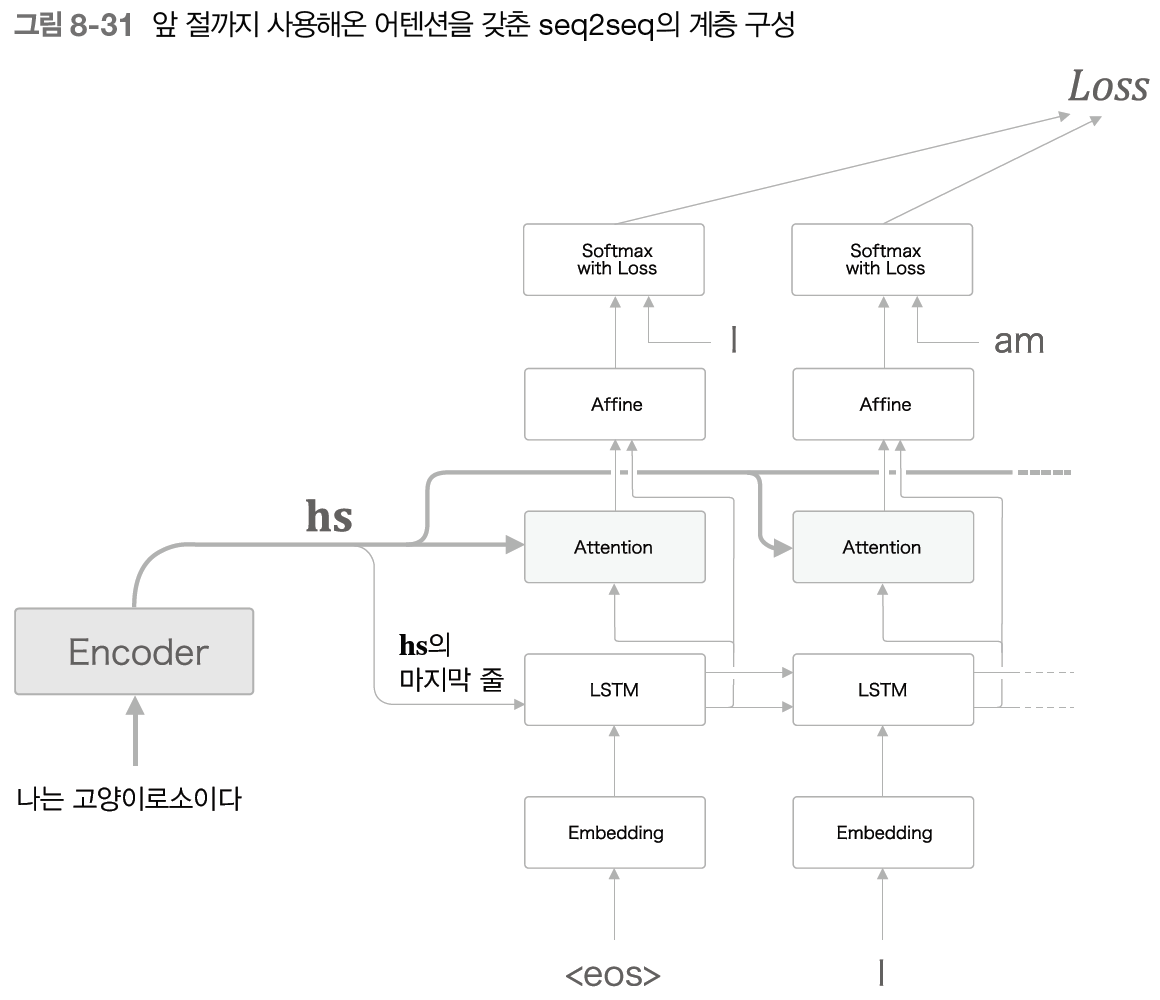 그림 8-31 앞 절까지 사용해온 어텐션을 갖춘 seq2seq의 계층 구성
Loss
Softmax
with Loss
Softmax
with Loss
I
am
Affine
Affine
hs
Attention
Attention
Encoder
hs의
마지막 줄
LSTM
LSTM
나는 고양이로소이다
Embedding
Embedding
<eos>
I